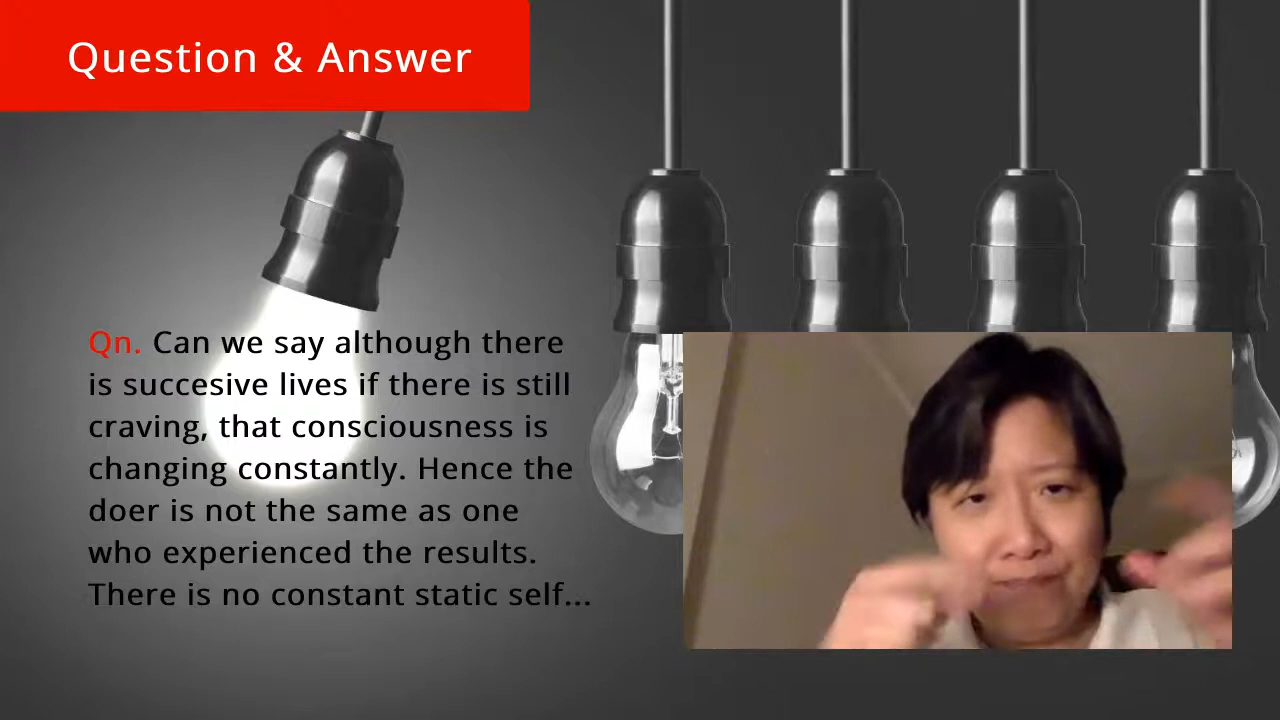 Question & Answer
Qn. Can we say although there
is succesive lives if there is still
craving, that consciousness is
changing constantly. Hence the
doer is not the same as one
who experienced the results.
There is no constant static self...